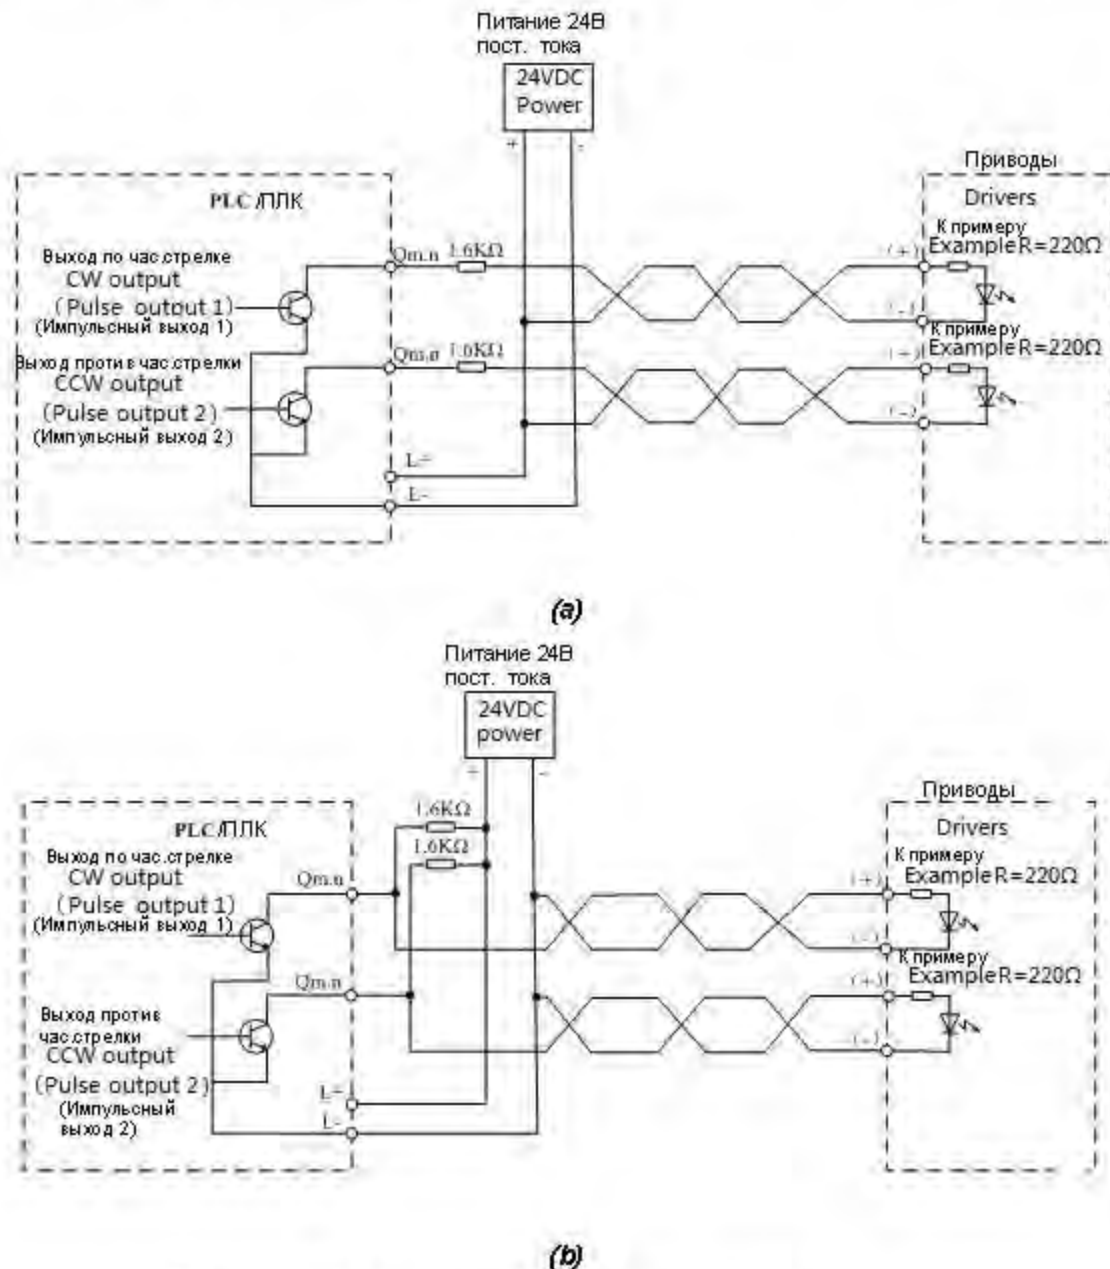 Питание 24В
пост. тока
24VDC
Power
+ -
Приводы
PLC /ПЛК
Drivers
К примеру
Qm.n 1.6KΩ
(+)
ExampleR=220Ω
Выход по час.стрелке
CW output
(Pulse output 1)
(Импульсный выход 1)
(-)
К примеру
Выход против час.стрелки
Qm.n 1.6KΩ
(+)
ExampleR=220Ω
CCW output
(Pulse output 2)
(Импульсный выход 2)
(-)
L+
L-
(a)
Питание 24В
пост. тока
24VDC
power
+ -
Приводы
1.6KΩ
PLC/ПЛК
Drivers
1.6KΩ
К примеру
Выход по час.стрелке
CW output
Qm.n
(+)
ExampleR=220Ω
(Pulse output 1)
(Импульсный выход 1)
(-)
К примеру
Qm.n
(+)
ExampleR=220Ω
Выход против
час.стрелки
CCW output
(-)
(Pulse output 2)
L+
(Импульсный
выход 2)
L-
(b)